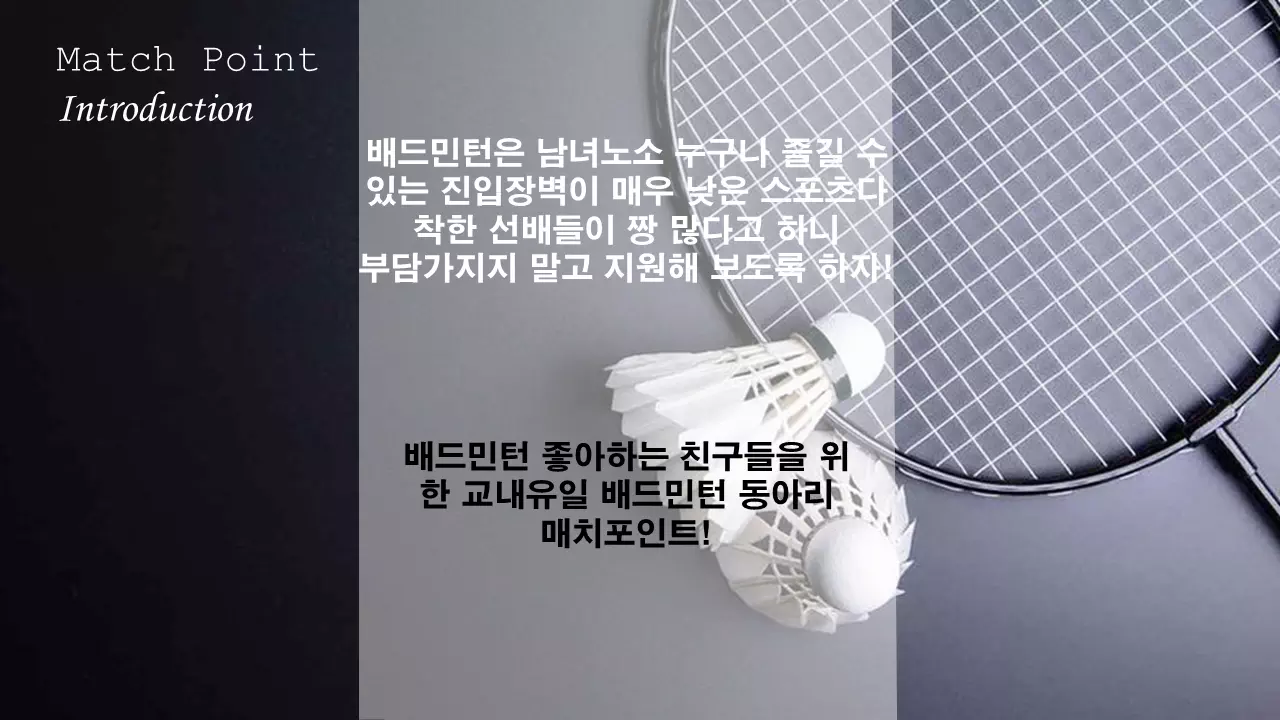 Match Point
Introduction
배드민턴은 남녀노소 누구나 즐길 수
있는 진입장벽이 매우 낮은 스포츠다
착한 선배들이 짱 많다고 하니
부담가지지 말고 지원해 보도록 하자!
배드민턴 좋아하는 친구들을 위
한 교내유일 배드민턴 동아리
매치포인트!